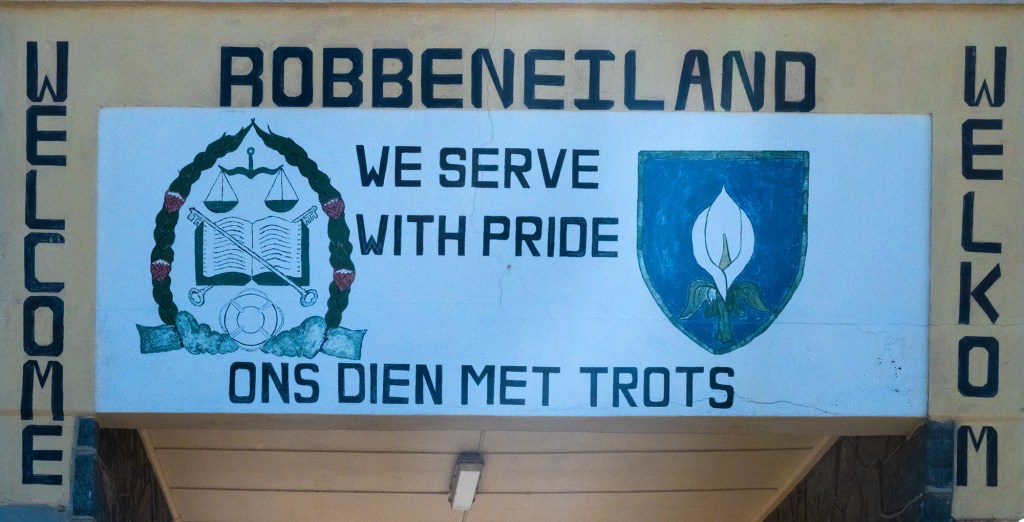 ROBBENEILAND
WELCOME
WE SERVE
WITH PRIDE
ONS DIEN MET TROTS
WELKOM